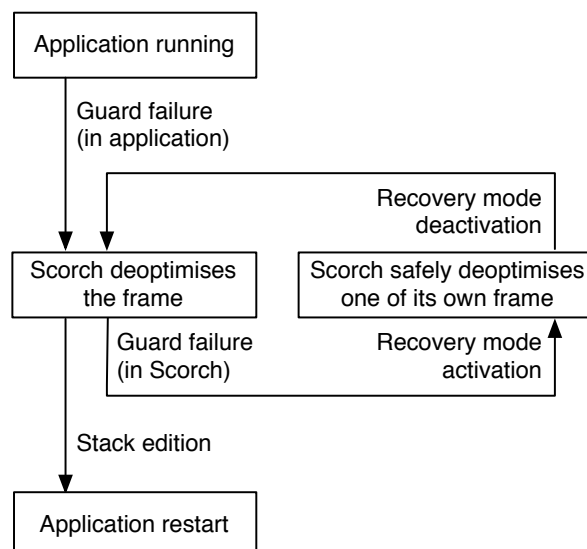 Application running
Guard failure
(in application)
Recovery mode
deactivation
Scorch deoptimises
the frame
Scorch safely deoptimises
one of its own frame
Guard failure
(in Scorch)
Recovery mode
activation
Stack edition
Application restart